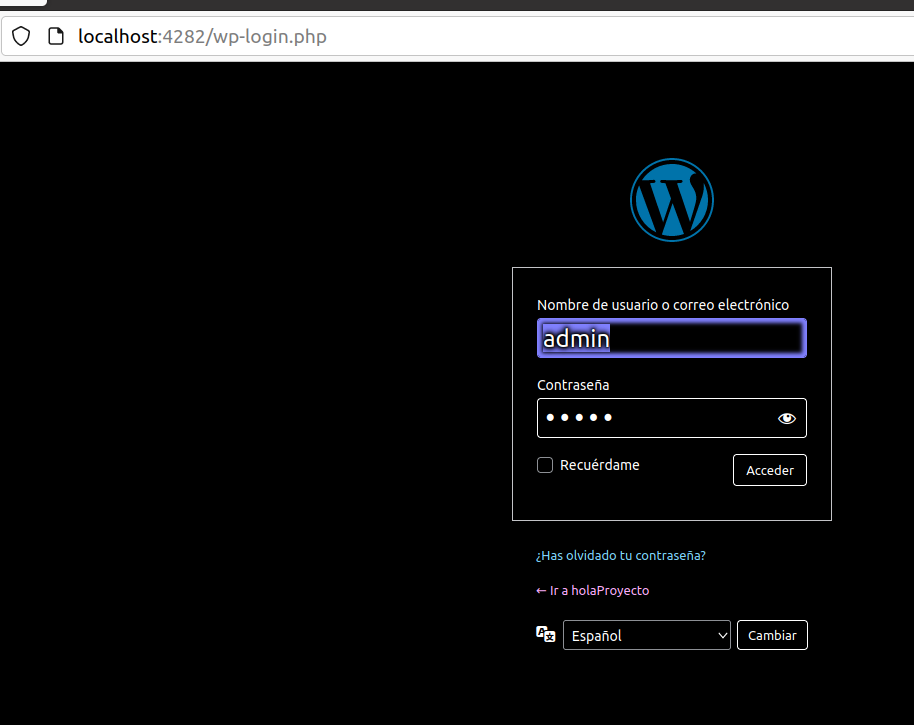 localhost:4282/wp-login.php
Nombre de usuario o correo electrónico
admin
Contraseña
Recuérdame
Acceder
¿Has olvidado tu contraseña?
← Ir a holaProyecto
Español
Cambiar